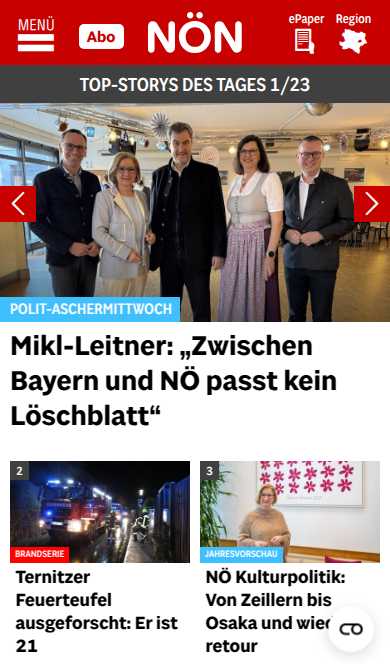 MENÜ
Abo
NÖN
ePaper
Region
TOP-STORYS DES TAGES 1/23
POLIT-ASCHERMITTWOCH
Mikl-Leitner: „Zwischen
Bayern und NÖ passt kein
Löschblatt“
2
BRANDSERIE
Ternitzer
Feuerteufel
ausgeforscht: Er ist
21
3
JAHRESVORSCHAU
NÖ Kulturpolitik:
Von Zeillern bis
Osaka und
retour